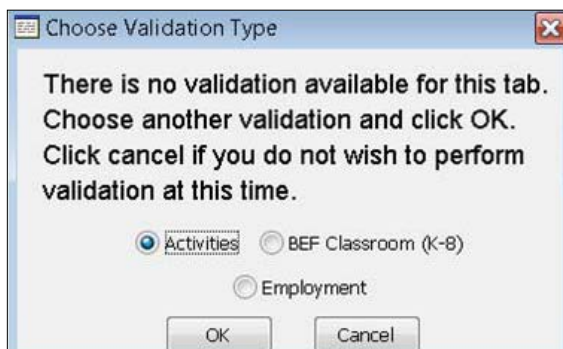 Choose Validation Type
There is no validation available for this tab.
Choose another validation and click OK.
Click cancel if you do not wish to perform
validation at this time.
Activities BEF Classroom (K-8)
Employment
OK Cancel